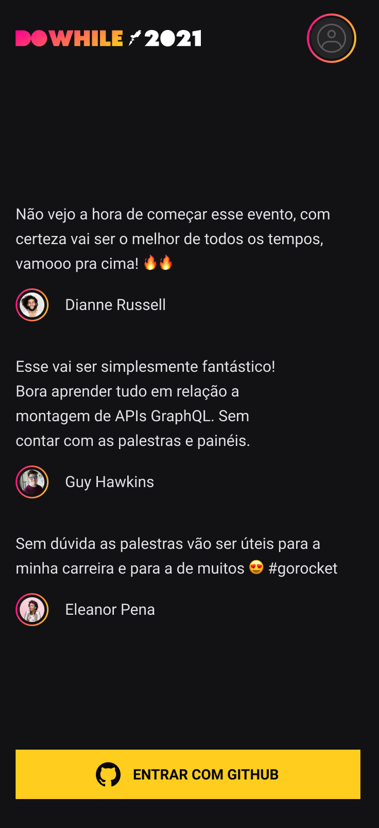 DOWHILE 2021
Não vejo a hora de começar esse evento, com
certeza vai ser o melhor de todos os tempos,
vamooo pra cima! 🔥🔥
Dianne Russell
Esse vai ser simplesmente fantástico!
Bora aprender tudo em relação a
montagem de APIs GraphQL. Sem
contar com as palestras e painéis.
Guy Hawkins
Sem dúvida as palestras vão ser úteis para a
minha carreira e para a de muitos 😍 #gorocket
Eleanor Pena
ENTRAR COM GITHUB